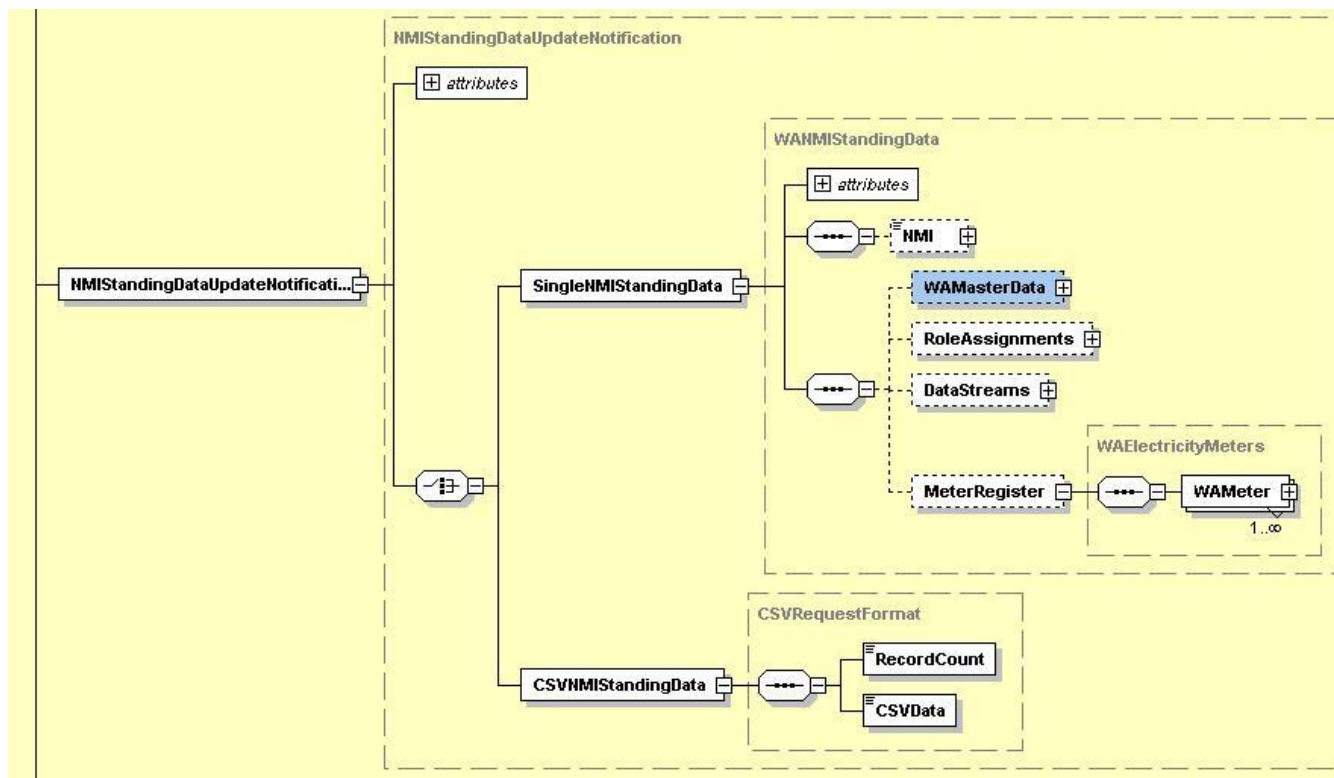 NMIStandingDataUpdateNotification
attributes
WANMIStandingData
attributes
NMI
NMIStandingDataUpdateNotificati...
SingleNMIStandingData
WAMasterData
RoleAssignments
DataStreams
WAElectricityMeters
MeterRegister
WAMeter
1..∞
CSVRequestFormat
RecordCount
CSVNMIStandingData
CSVData